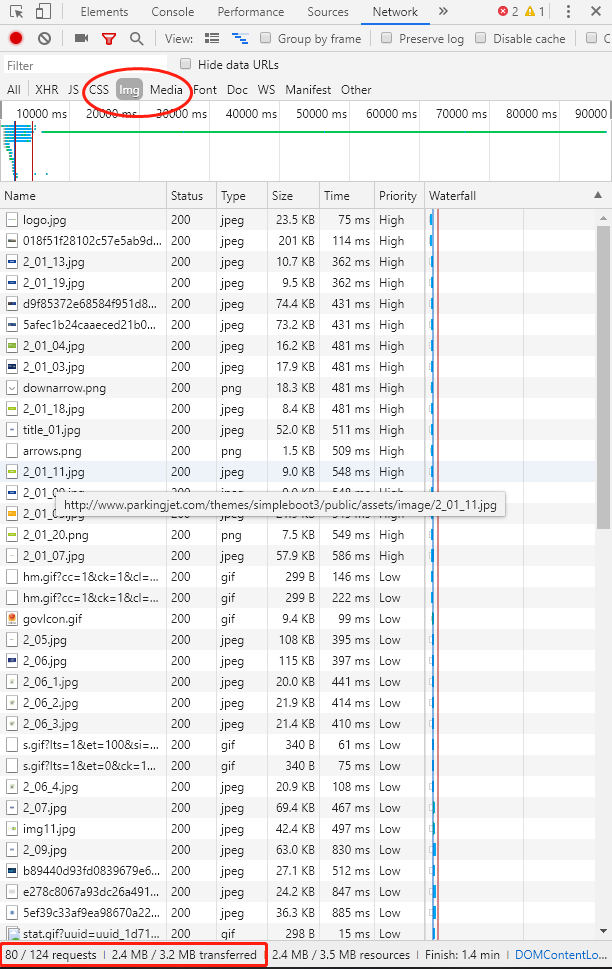 Elements Console Performance Sources Network » 2 1
View: Group by frame Preserve log Disable cache
Filter Hide data URLs
All XHR JS CSS Img Media Font Doc WS Manifest Other
10000 ms 20000 ms 30000 ms 40000 ms 50000 ms 60000 ms 70000 ms 80000 ms 90000
Name Status Type Size Time Priority Waterfall
logo.jpg 200 jpeg 23.5 KB 75 ms High
018f51f28102c57e5ab9d... 200 jpeg 201 KB 114 ms High
2_01_13.jpg 200 jpeg 10.7 KB 362 ms High
2_01_19.jpg 200 jpeg 9.5 KB 362 ms High
d9f85372e68584f951d8... 200 jpeg 74.4 KB 431 ms High
5afec1b24caaeced21b0... 200 jpeg 73.2 KB 431 ms High
2_01_04.jpg 200 jpeg 16.2 KB 481 ms High
2_01_03.jpg 200 jpeg 17.9 KB 481 ms High
downarrow.png 200 png 18.3 KB 481 ms High
2_01_18.jpg 200 jpeg 8.4 KB 481 ms High
title_01.jpg 200 jpeg 52.0 KB 511 ms High
arrows.png 200 png 1.5 KB 509 ms High
2_01_11.jpg 200 jpeg 9.0 KB 548 ms High
200 jpeg 9.0 KB 548 ms High
http://www.parkingjet.com/themes/simpleboot3/public/assets/image/2_01_11.jpg
2_01_20.png 200 png 7.5 KB 549 ms High
2_01_07.jpg 200 jpeg 57.9 KB 586 ms High
hm.gif?cc=1&ck=1&cl=... 200 gif 299 B 146 ms Low
hm.gif?cc=1&ck=1&cl=... 200 gif 299 B 222 ms Low
govIcon.gif 200 gif 9.4 KB 99 ms Low
2_05.jpg 200 jpeg 108 KB 395 ms Low
2_06.jpg 200 jpeg 115 KB 397 ms Low
2_06_1.jpg 200 jpeg 20.0 KB 441 ms Low
2_06_2.jpg 200 jpeg 21.9 KB 414 ms Low
2_06_3.jpg 200 jpeg 21.4 KB 410 ms Low
s.gif?lts=1&et=100&si=... 200 gif 340 B 61 ms Low
s.gif?lts=1&et=0&ck=1... 200 gif 340 B 75 ms Low
2_06_4.jpg 200 jpeg 20.9 KB 108 ms Low
2_07.jpg 200 jpeg 69.4 KB 467 ms Low
img11.jpg 200 jpeg 42.4 KB 497 ms Low
2_09.jpg 200 jpeg 63.0 KB 830 ms Low
b89440d93fd0839679e6... 200 jpeg 27.1 KB 512 ms Low
e278c8067a93dc26a491... 200 jpeg 24.2 KB 847 ms Low
5ef39c33af9ea98670a22... 200 jpeg 36.3 KB 885 ms Low
stat.gif?uuid=uuid_1d71... 200 gif 298 B 15 ms Low
80 / 124 requests 2.4 MB / 3.2 MB transferred 2.4 MB / 3.5 MB resources Finish: 1.4 min DOMContentLo...